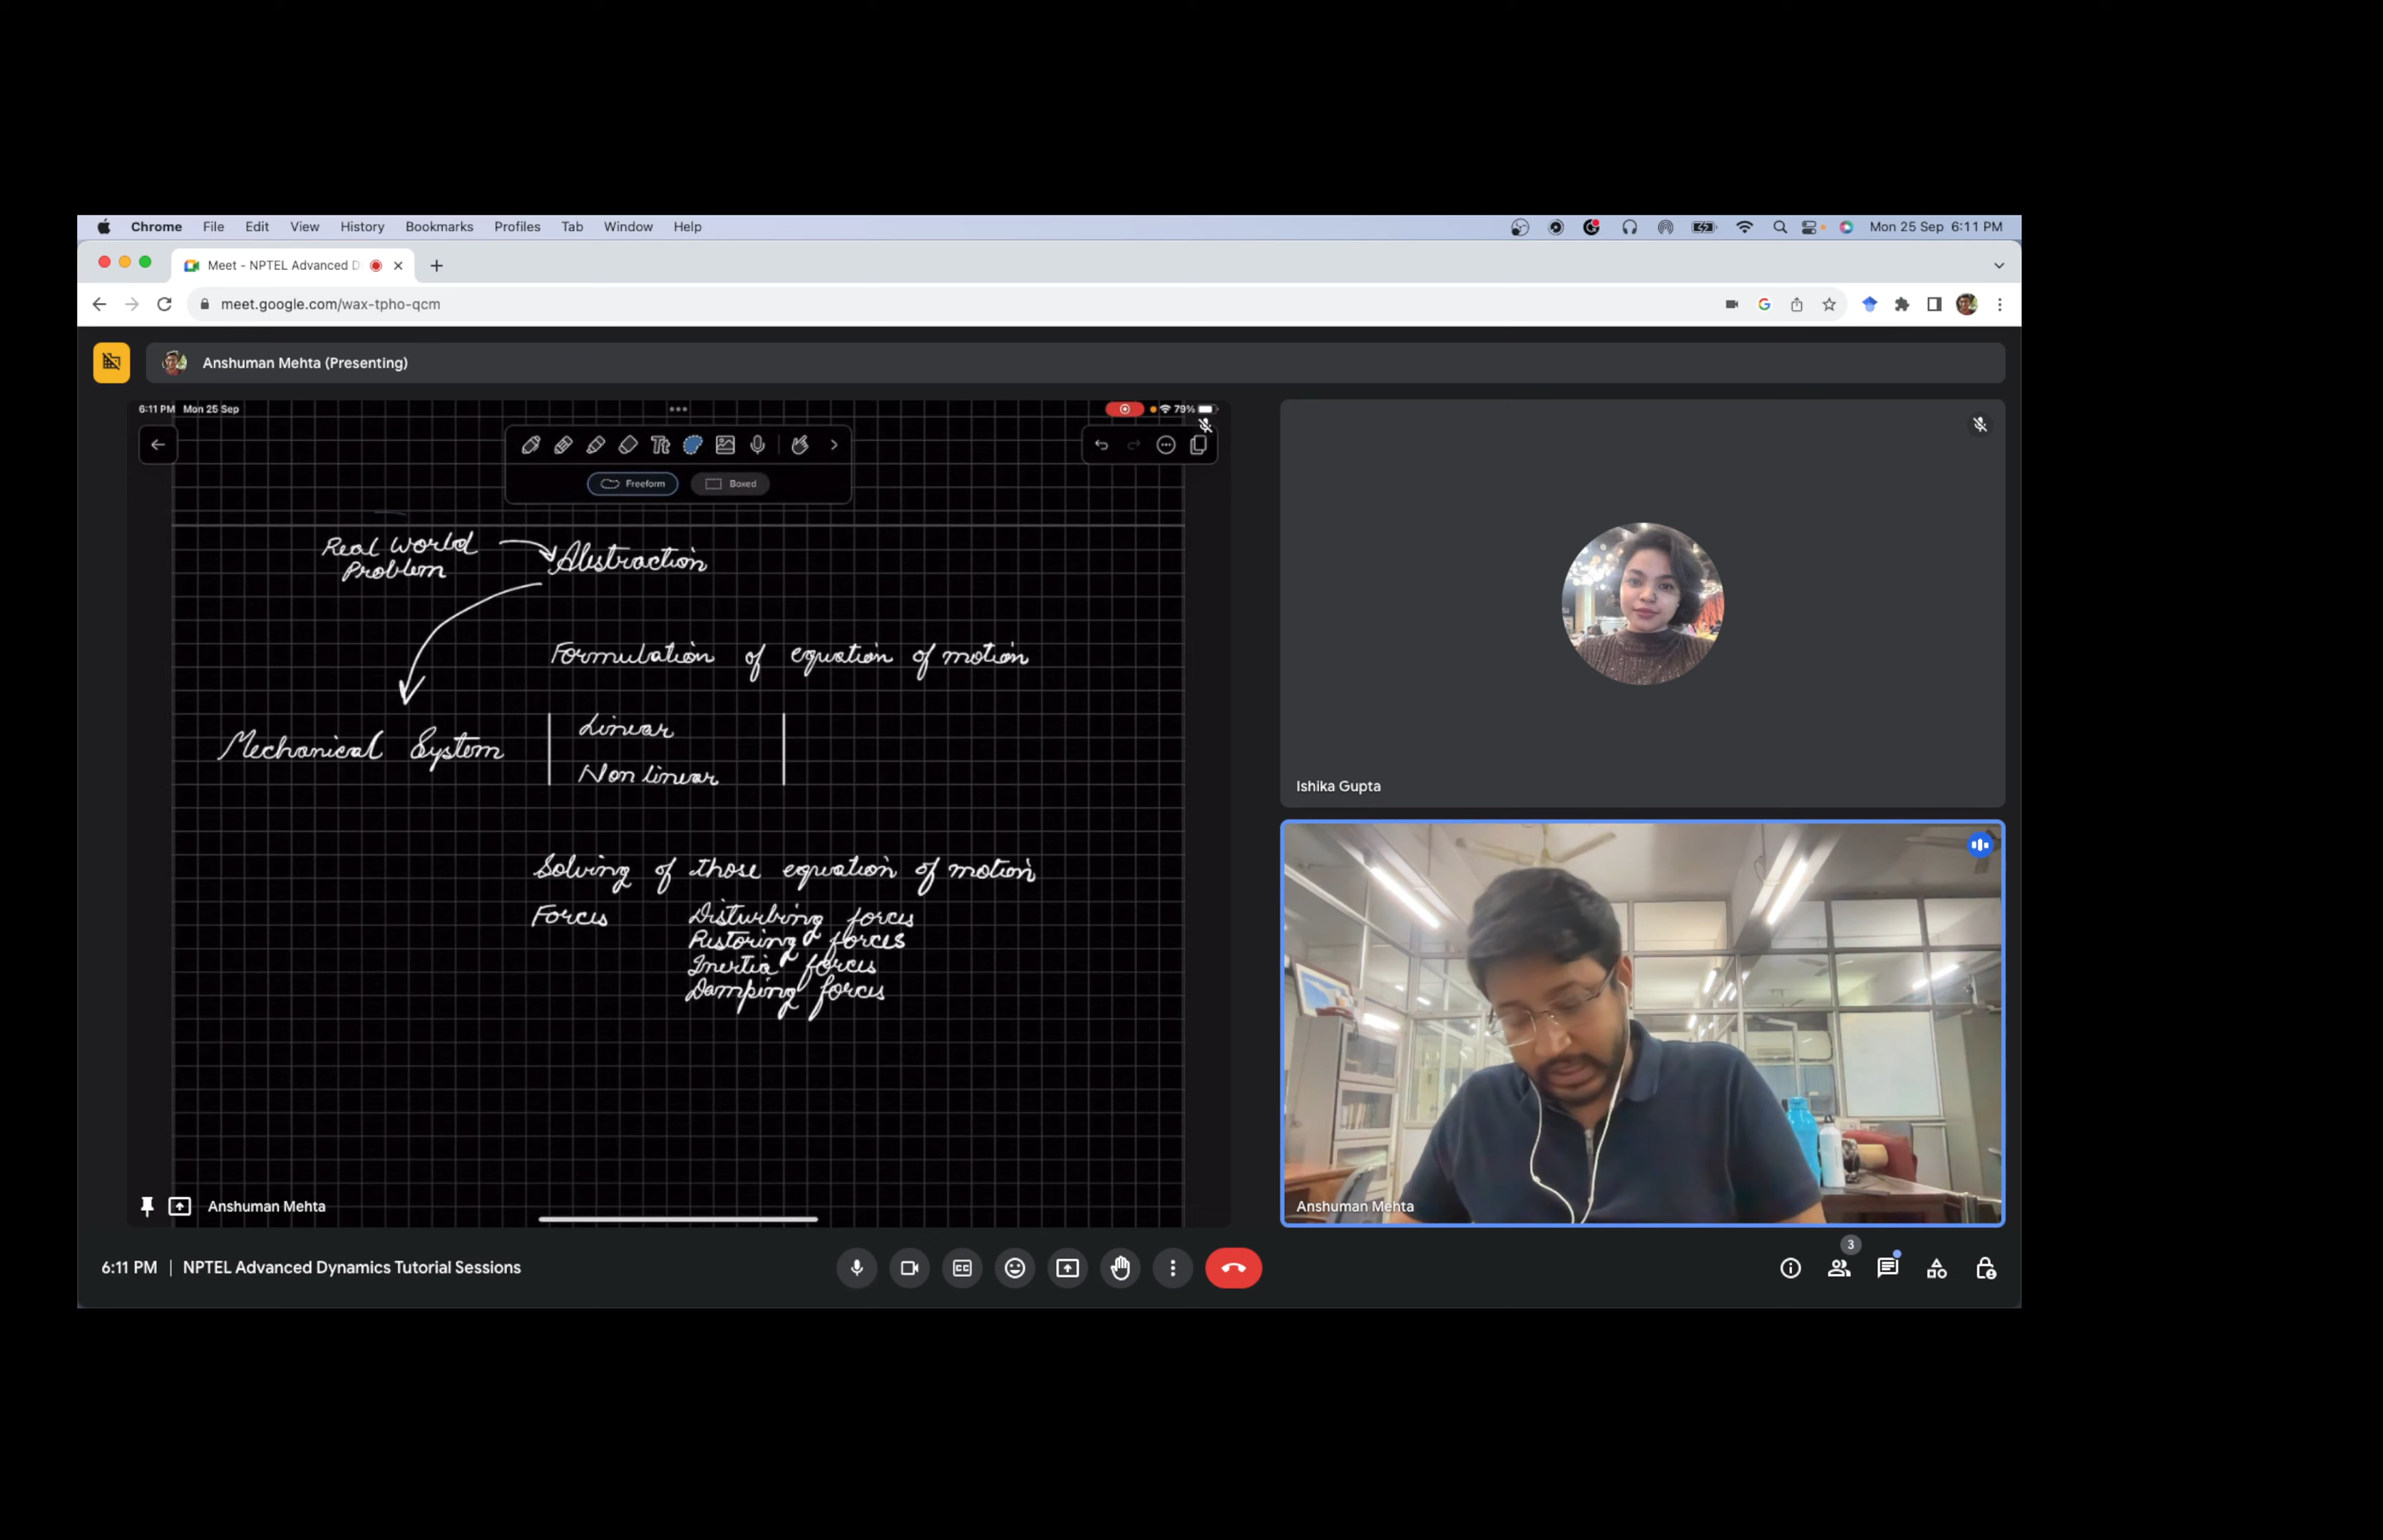 Chrome File Edit View History Bookmarks Profiles Tab Window Help Mon 25 Sep 6:11 PM
Meet - NPTEL Advanced D
meet.google.com/wax-tpho-qcm
Anshuman Mehta (Presenting)
6:11 PM Mon 25 Sep 79%
Freeform Boxed
Real World Abstraction
Problem
Formulation of equation of motion
Linear
Mechanical System
Non linear
Solving of those equation of motion
Forces Disturbing forces
Restoring forces
Inertia forces
Damping forces
Anshuman Mehta
Ishika Gupta
Anshuman Mehta
6:11 PM | NPTEL Advanced Dynamics Tutorial Sessions
CC
3